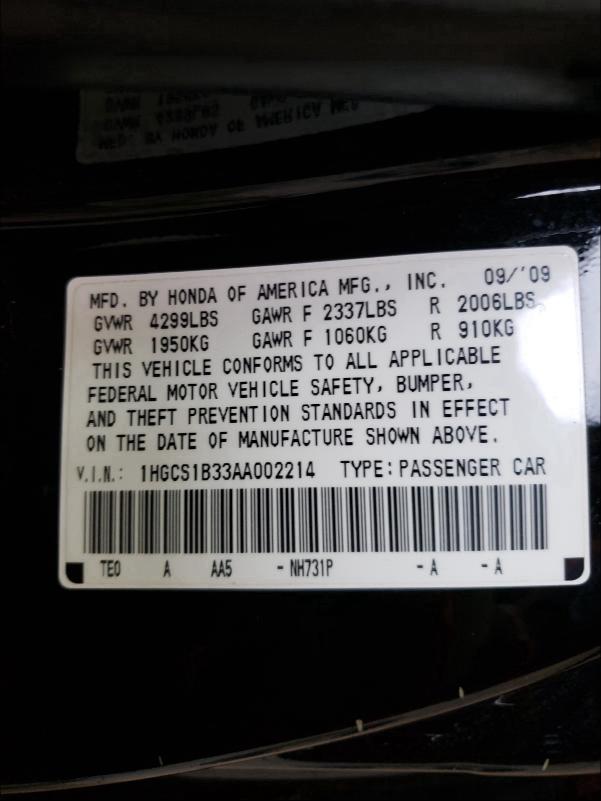 MFD. BY HONDA OF AMERICA MFG., INC. 09/'09
GVWR 4299LBS GAWR F 2337LBS R 2006LBS
GVWR 1950KG GAWR F 1060KG R 910KG
THIS VEHICLE CONFORMS TO ALL APPLICABLE
FEDERAL MOTOR VEHICLE SAFETY, BUMPER,
AND THEFT PREVENTION STANDARDS IN EFFECT
ON THE DATE OF MANUFACTURE SHOWN ABOVE.
V.I.N.: 1HGCS1B33AA002214 TYPE: PASSENGER CAR
TE0 A AA5 - NH731P - A - A